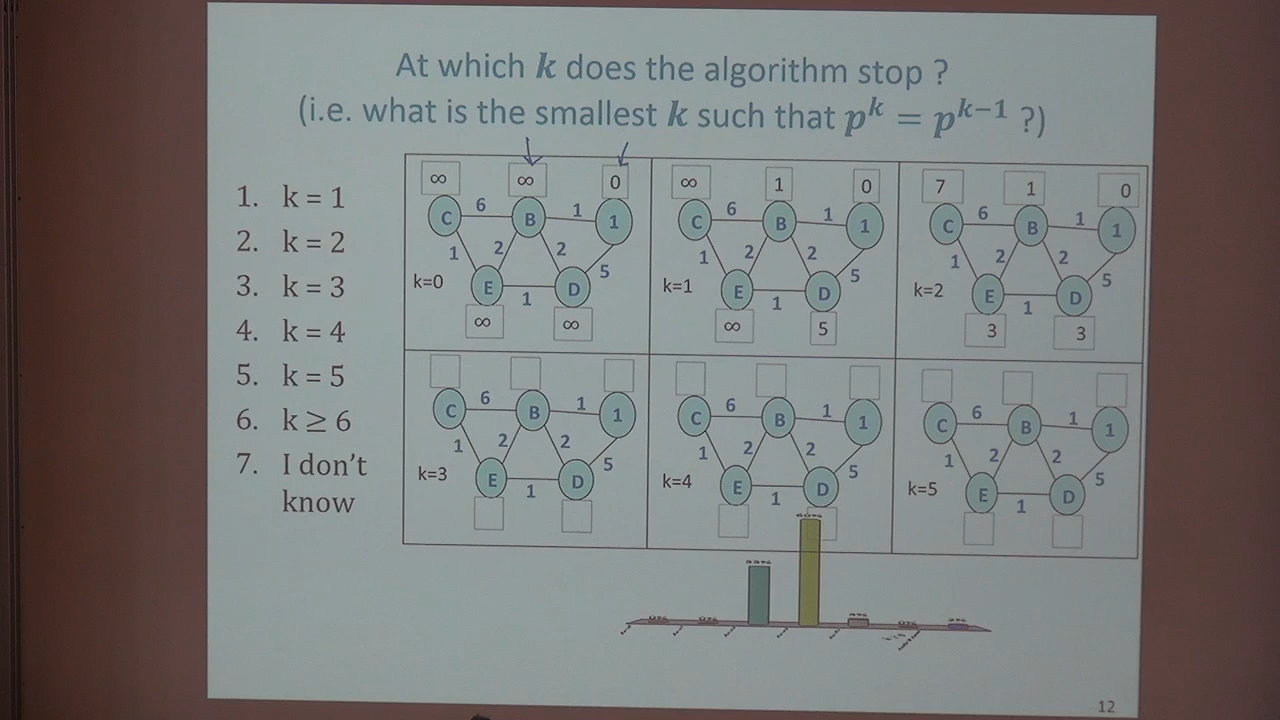 At which k does the algorithm stop ?
(i.e. what is the smallest k such that p^k = p^{k-1} ?)
1. k = 1
2. k = 2
3. k = 3
4. k = 4
5. k = 5
6. k ≥ 6
7. I don't
know
∞ ∞ 0
C 6 B 1 1
1 2 2 5
k=0 E 1 D
∞ ∞
∞ 1 0
C 6 B 1 1
1 2 2 5
k=1 E 1 D
∞ 5
7 1 0
C 6 B 1 1
1 2 2 5
k=2 E 1 D
3 3
C 6 B 1 1
1 2 2 5
k=3 E 1 D
C 6 B 1 1
1 2 2 5
k=4 E 1 D
C 6 B 1 1
1 2 2 5
k=5 E 1 D
12